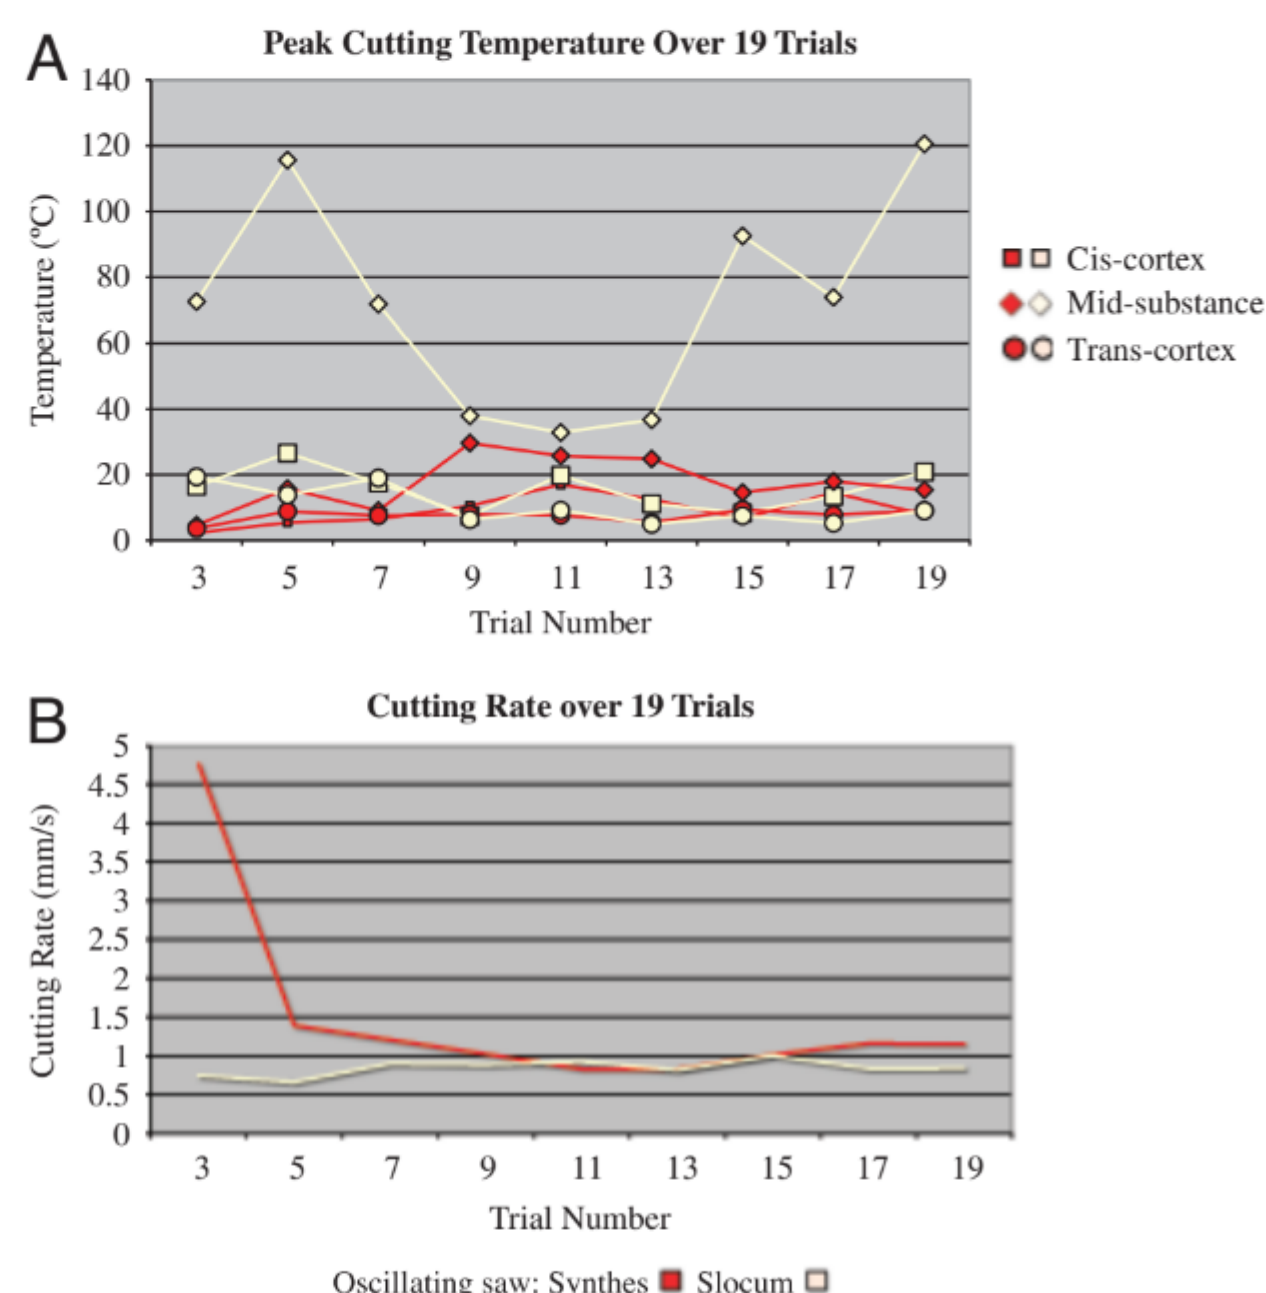 A
Peak Cutting Temperature Over 19 Trials
140
120
100
80
60
40
20
0
Temperature (ºC)
3 5 7 9 11 13 15 17 19
Trial Number
Cis-cortex
Mid-substance
Trans-cortex
B
Cutting Rate over 19 Trials
5
4.5
4
3.5
3
2.5
2
1.5
1
0.5
0
Cutting Rate (mm/s)
3 5 7 9 11 13 15 17 19
Trial Number
Oscillating saw: Synthes Slocum